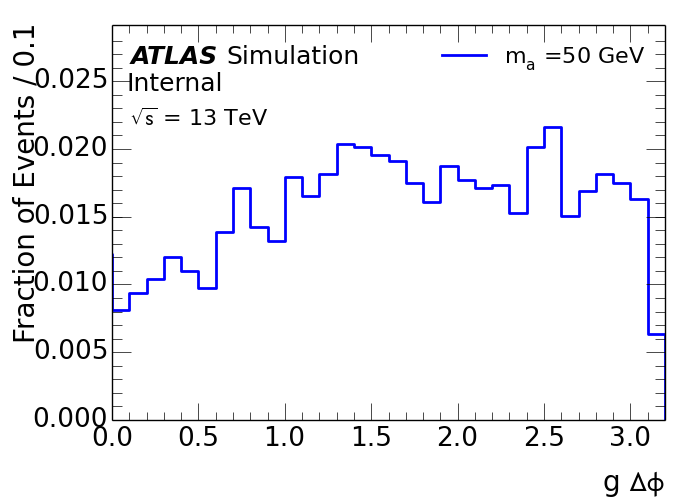 Fraction of Events / 0.1
ATLAS Simulation
Internal
√s = 13 TeV
mₐ =50 GeV
0.025
0.020
0.015
0.010
0.005
0.000
0.0 0.5 1.0 1.5 2.0 2.5 3.0
g Δϕ